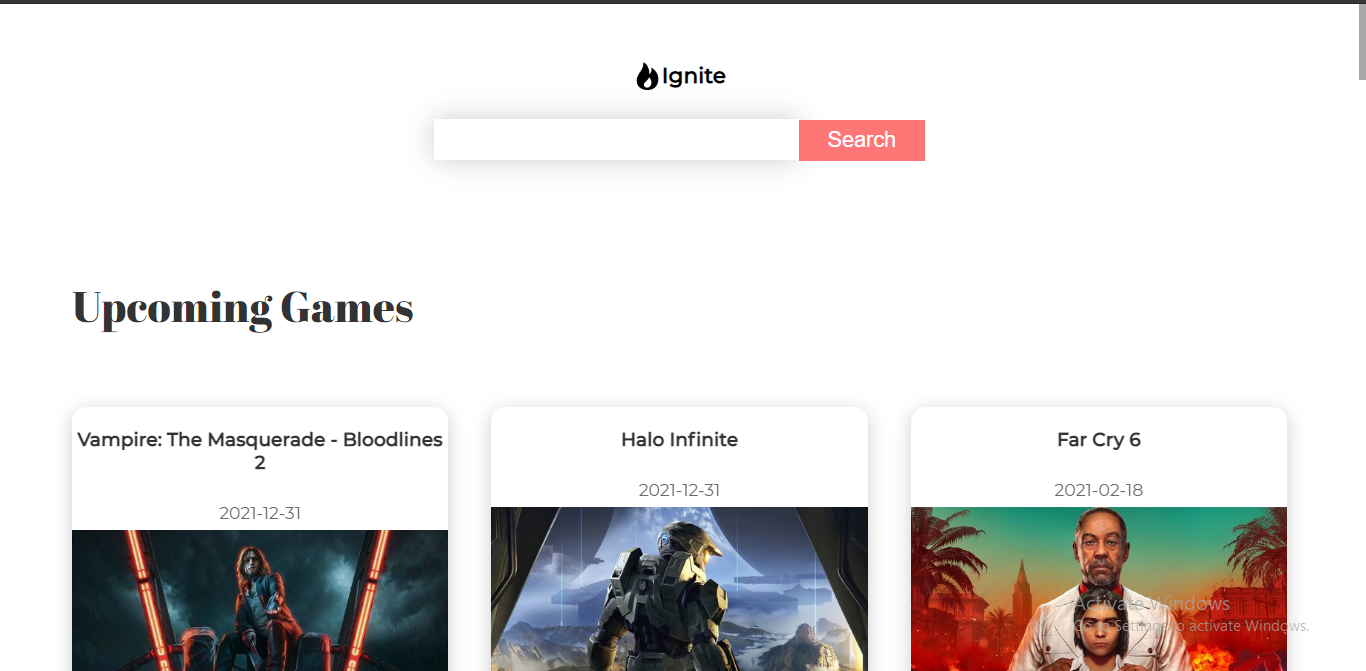 Ignite
Search
Upcoming Games
Vampire: The Masquerade - Bloodlines
2
2021-12-31
Halo Infinite
2021-12-31
Far Cry 6
2021-02-18
Activate Windows
Go to Settings to activate Windows.